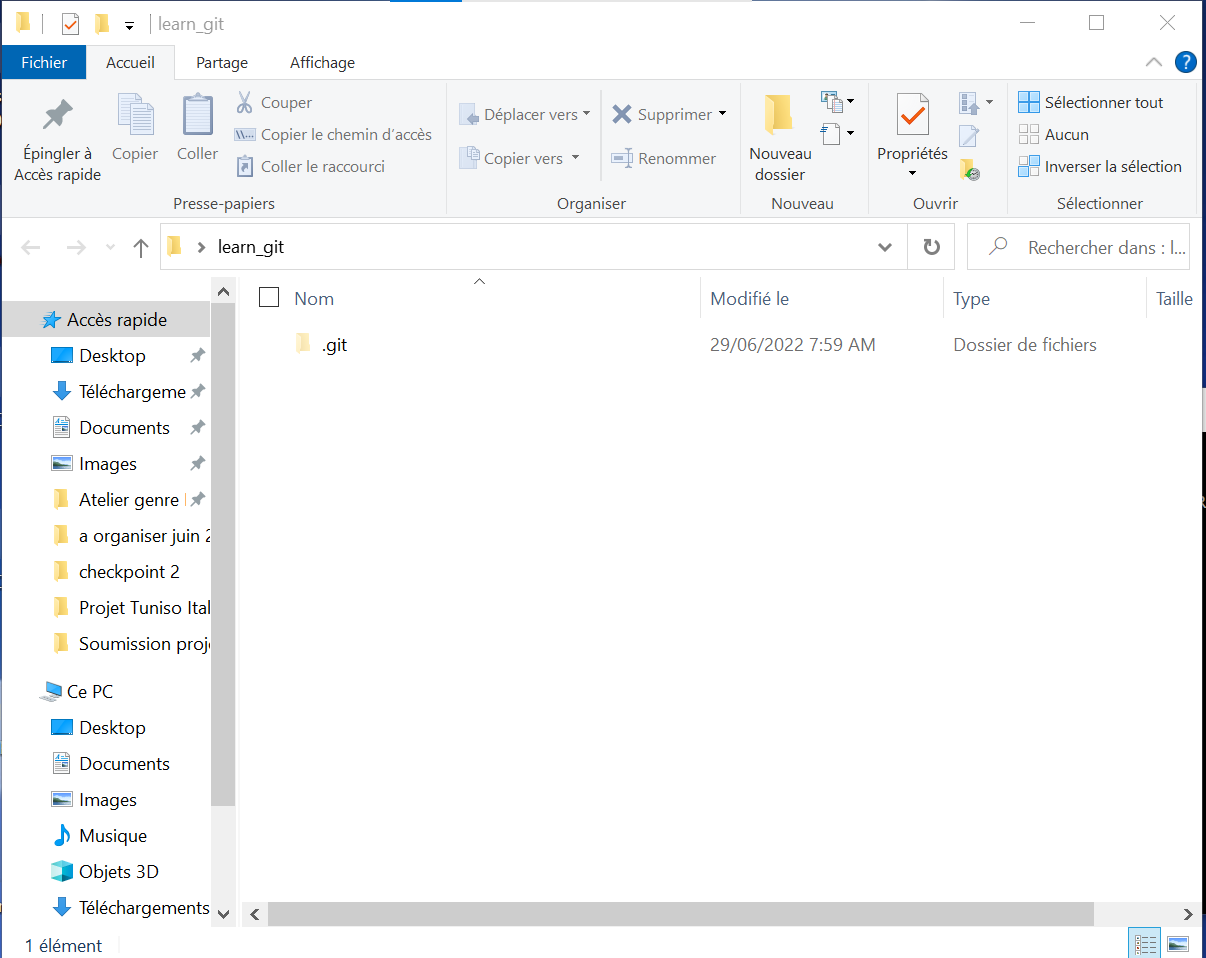 learn_git
Fichier Accueil Partage Affichage
Épingler à Accès rapide
Copier
Coller
Couper
Copier le chemin d'accès
Coller le raccourci
Presse-papiers
Déplacer vers
Copier vers
Supprimer
Renommer
Organiser
Nouveau dossier
Nouveau
Propriétés
Ouvrir
Sélectionner tout
Aucun
Inverser la sélection
Sélectionner
learn_git
Rechercher dans : l...
Accès rapide
Desktop
Téléchargeme
Documents
Images
Atelier genre
a organiser juin 2
checkpoint 2
Projet Tuniso Ital
Soumission proj
Ce PC
Desktop
Documents
Images
Musique
Objets 3D
Téléchargements
Nom Modifié le Type Taille
.git 29/06/2022 7:59 AM Dossier de fichiers
1 élément